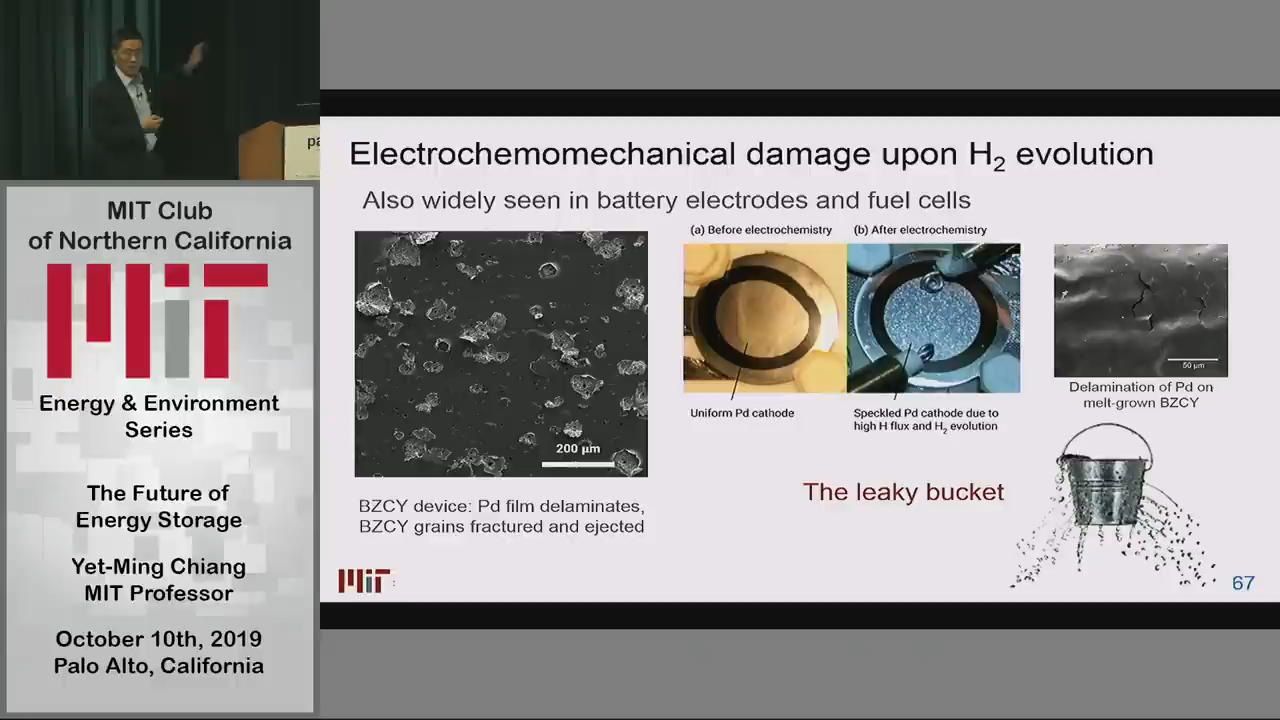 pa
MIT Club
of Northern California
MIT
Energy & Environment
Series
The Future of
Energy Storage
Yet-Ming Chiang
MIT Professor
October 10th, 2019
Palo Alto, California
Electrochemomechanical damage upon H₂ evolution
Also widely seen in battery electrodes and fuel cells
200 µm
BZCY device: Pd film delaminates,
BZCY grains fractured and ejected
(a) Before electrochemistry
(b) After electrochemistry
Uniform Pd cathode
Speckled Pd cathode due to
high H flux and H₂ evolution
50 µm
Delamination of Pd on
melt-grown BZCY
The leaky bucket
MIT
67